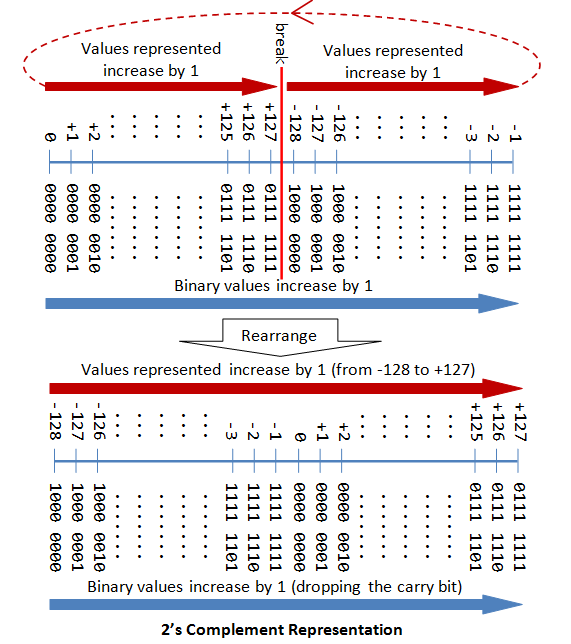 Values represented
increase by 1
break
Values represented
increase by 1
0 +1 +2 ..... +125 +126 +127 -128 -127 -126 ..... -3 -2 -1
0000 0000
0000 0001
0000 0010
0111 1101
0111 1110
0111 1111
1000 0000
1000 0001
1000 0010
1111 1101
1111 1110
1111 1111
Binary values increase by 1
Rearrange
Values represented increase by 1 (from -128 to +127)
-128 -127 -126 ..... -3 -2 -1 0 +1 +2 ..... +125 +126 +127
1000 0000
1000 0001
1000 0010
1111 1101
1111 1110
1111 1111
0000 0000
0000 0001
0000 0010
0111 1101
0111 1110
0111 1111
Binary values increase by 1 (dropping the carry bit)
2's Complement Representation